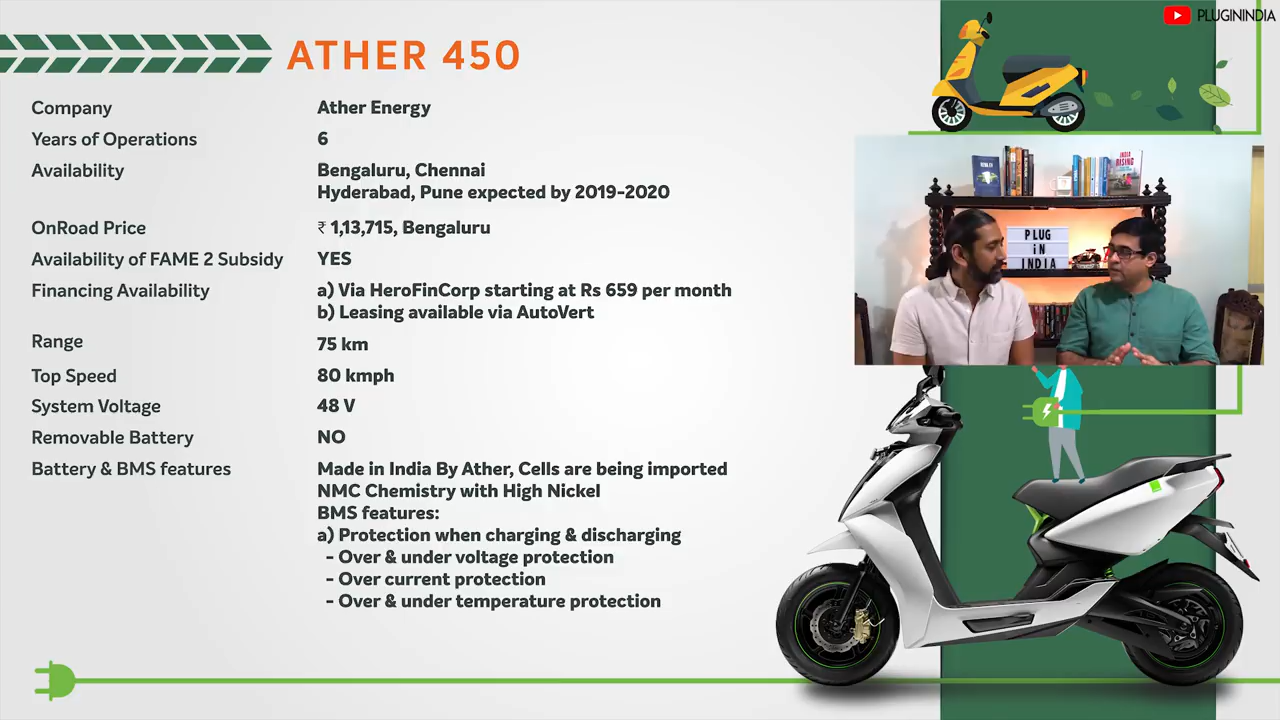 PLUGININDIA
ATHER 450
Company
Ather Energy
Years of Operations
6
Availability
Bengaluru, Chennai
Hyderabad, Pune expected by 2019-2020
OnRoad Price
₹ 1,13,715, Bengaluru
Availability of FAME 2 Subsidy
YES
Financing Availability
a) Via HeroFinCorp starting at Rs 659 per month
b) Leasing available via AutoVert
Range
75 km
Top Speed
80 kmph
System Voltage
48 V
Removable Battery
NO
Battery & BMS features
Made in India By Ather, Cells are being imported
NMC Chemistry with High Nickel
BMS features:
a) Protection when charging & discharging
- Over & under voltage protection
- Over current protection
- Over & under temperature protection
INDIA
RISING
PLUG
iN
INDIA